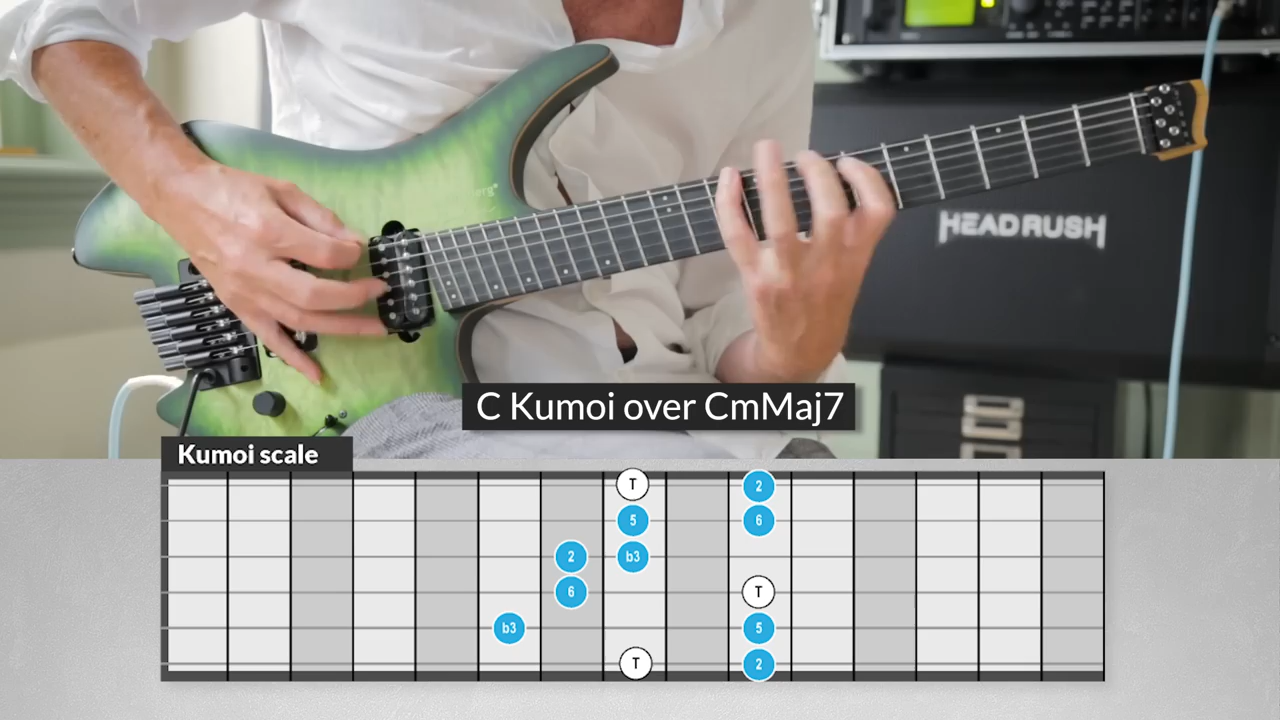 HEADRUSH
C Kumoi over CmMaj7
Kumoi scale
T 2
5 6
2 b3
6 T
b3 5
T 2